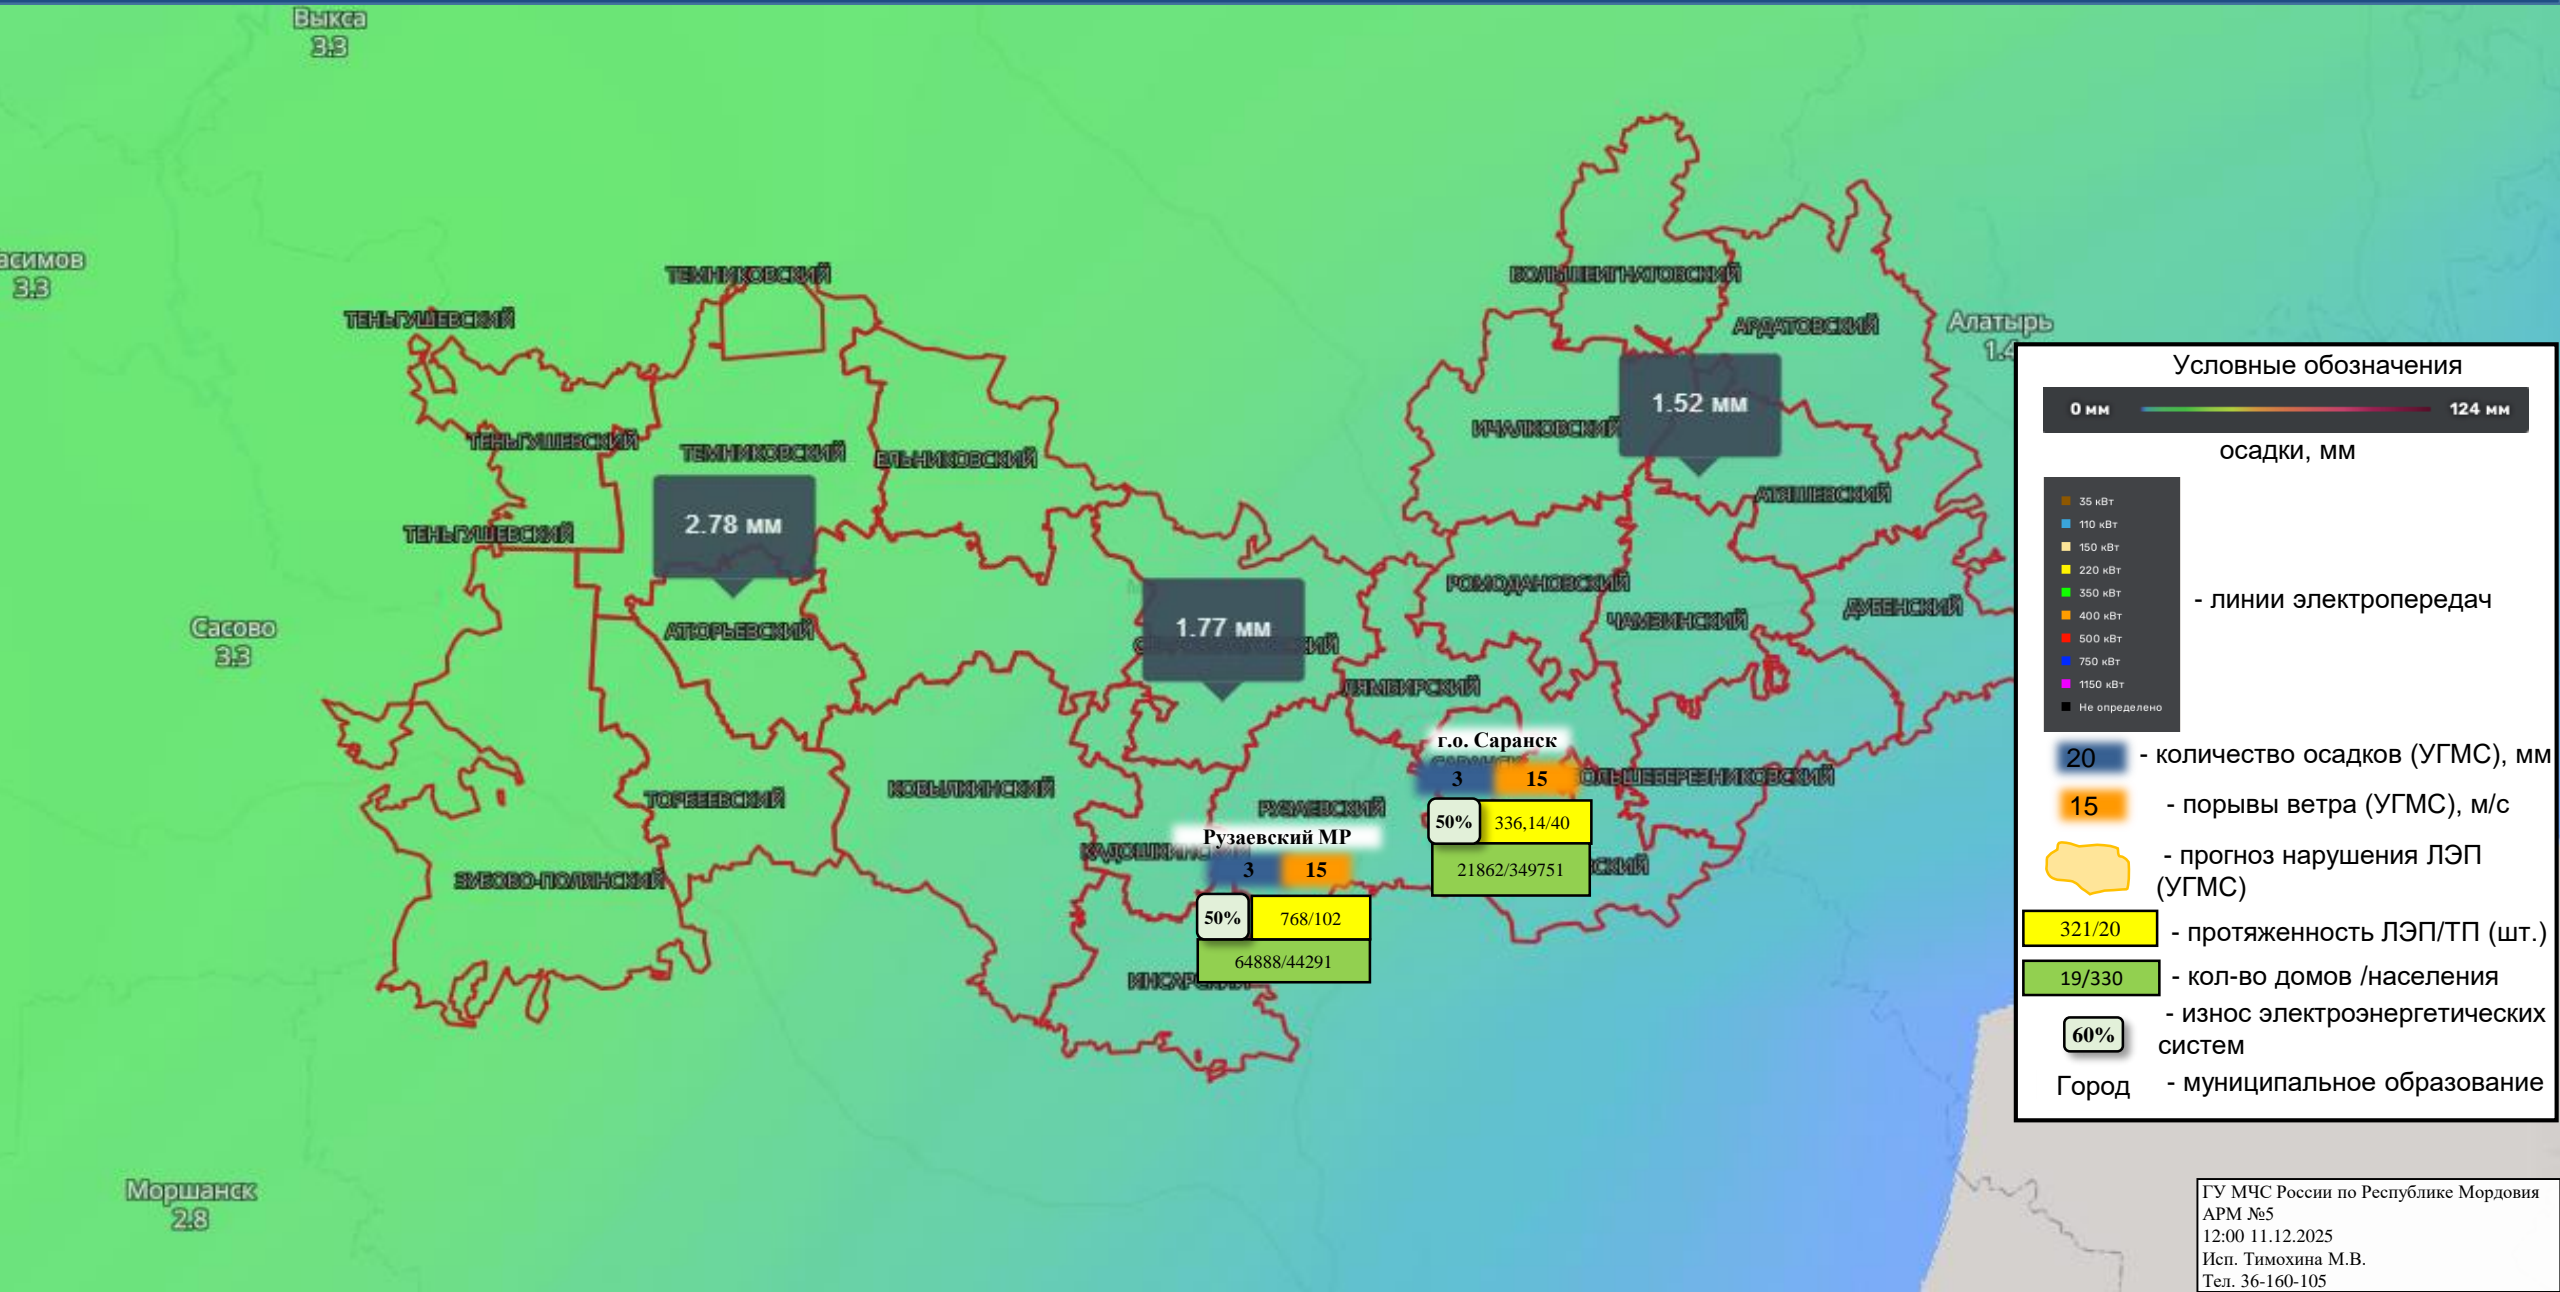 Выкса
3.3
асимов
3.3
ТЕМНИКОВСКИЙ
ТЕНЬГУШЕВСКИЙ
БОЛЬШЕИГНАТОВСКИЙ
АРДАТОВСКИЙ
Алатырь
1.4
ТЕНЬГУШЕВСКИЙ
ТЕМНИКОВСКИЙ
ЕЛЬНИКОВСКИЙ
ИЧАЛКОВСКИЙ
1.52 мм
АТЯШЕВСКИЙ
ТЕНЬГУШЕВСКИЙ
2.78 мм
РОМОДАНОВСКИЙ
ЧАМЗИНСКИЙ
ДУБЕНСКИЙ
Сасово
3.3
АТЮРЬЕВСКИЙ
1.77 мм
ЛЯМБИРСКИЙ
г.о. Саранск
3 15
ОЛЬШЕБЕРЕЗНИКОВСКИЙ
50% 336,14/40
21862/349751
СКИЙ
КОВЫЛКИНСКИЙ
ТОРБЕЕВСКИЙ
РУЗАЕВСКИЙ
Рузаевский МР
КАДОШКИНСКИЙ
3 15
50% 768/102
64888/44291
ЗУБОВО-ПОЛЯНСКИЙ
ИНСАРСКИЙ
Моршанск
2.8
Условные обозначения
0 мм 124 мм
осадки, мм
35 кВт
110 кВт
150 кВт
220 кВт
350 кВт
400 кВт
500 кВт
750 кВт
1150 кВт
Не определено
- линии электропередач
20 - количество осадков (УГМС), мм
15 - порывы ветра (УГМС), м/с
- прогноз нарушения ЛЭП
(УГМС)
321/20 - протяженность ЛЭП/ТП (шт.)
19/330 - кол-во домов /населения
60% - износ электроэнергетических
систем
Город - муниципальное образование
ГУ МЧС России по Республике Мордовия
АРМ №5
12:00 11.12.2025
Исп. Тимохина М.В.
Тел. 36-160-105